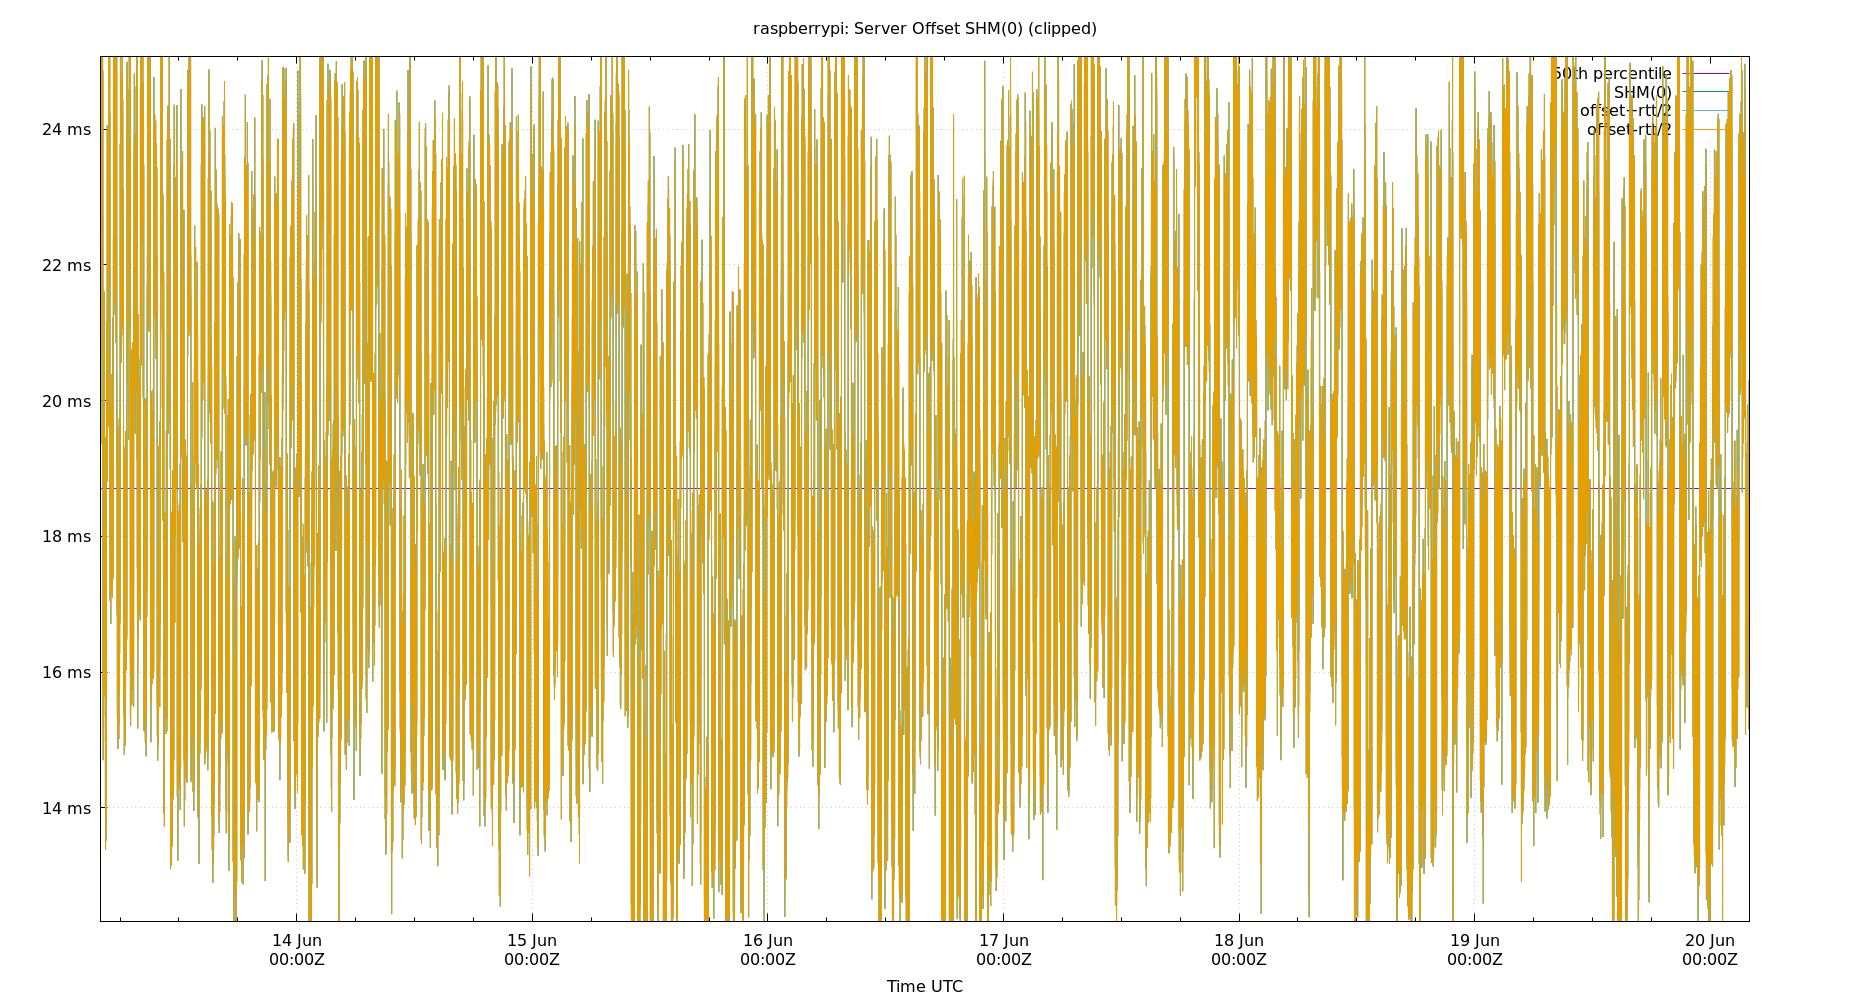 raspberrypi: Server Offset SHM(0) (clipped)
50th percentile
SHM(0)
offset+rtt/2
offset-rtt/2
24 ms
22 ms
20 ms
18 ms
16 ms
14 ms
14 Jun
00:00Z
15 Jun
00:00Z
16 Jun
00:00Z
17 Jun
00:00Z
18 Jun
00:00Z
19 Jun
00:00Z
20 Jun
00:00Z
Time UTC